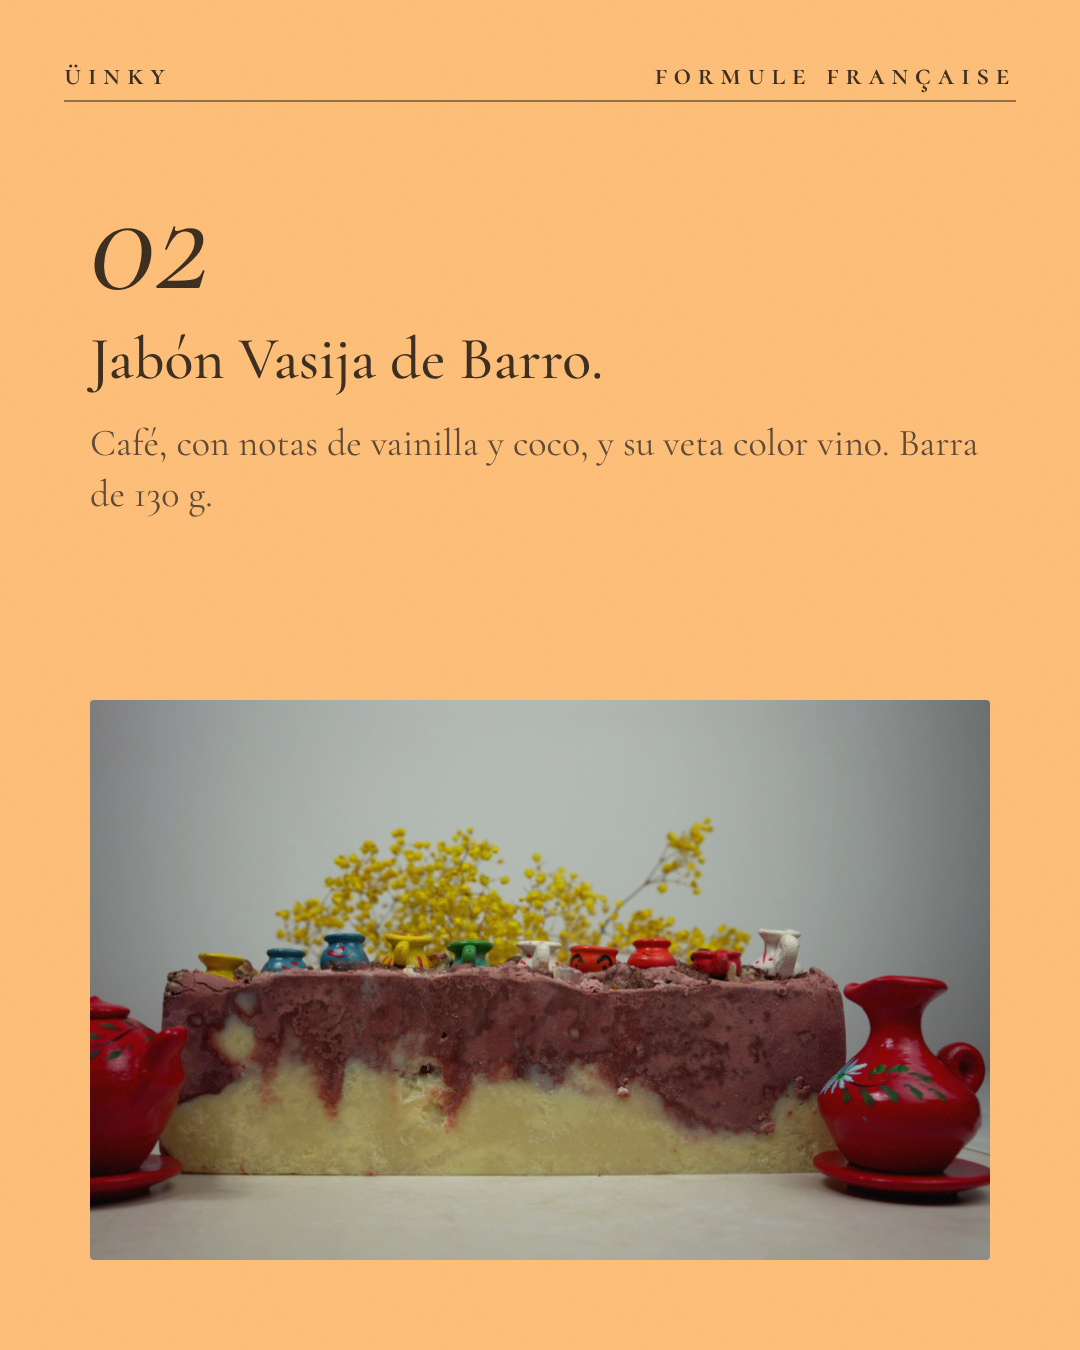 ÜINKY
FORMULE FRANÇAISE
02
Jabón Vasija de Barro.
Café, con notas de vainilla y coco, y su veta color vino. Barra
de 130 g.